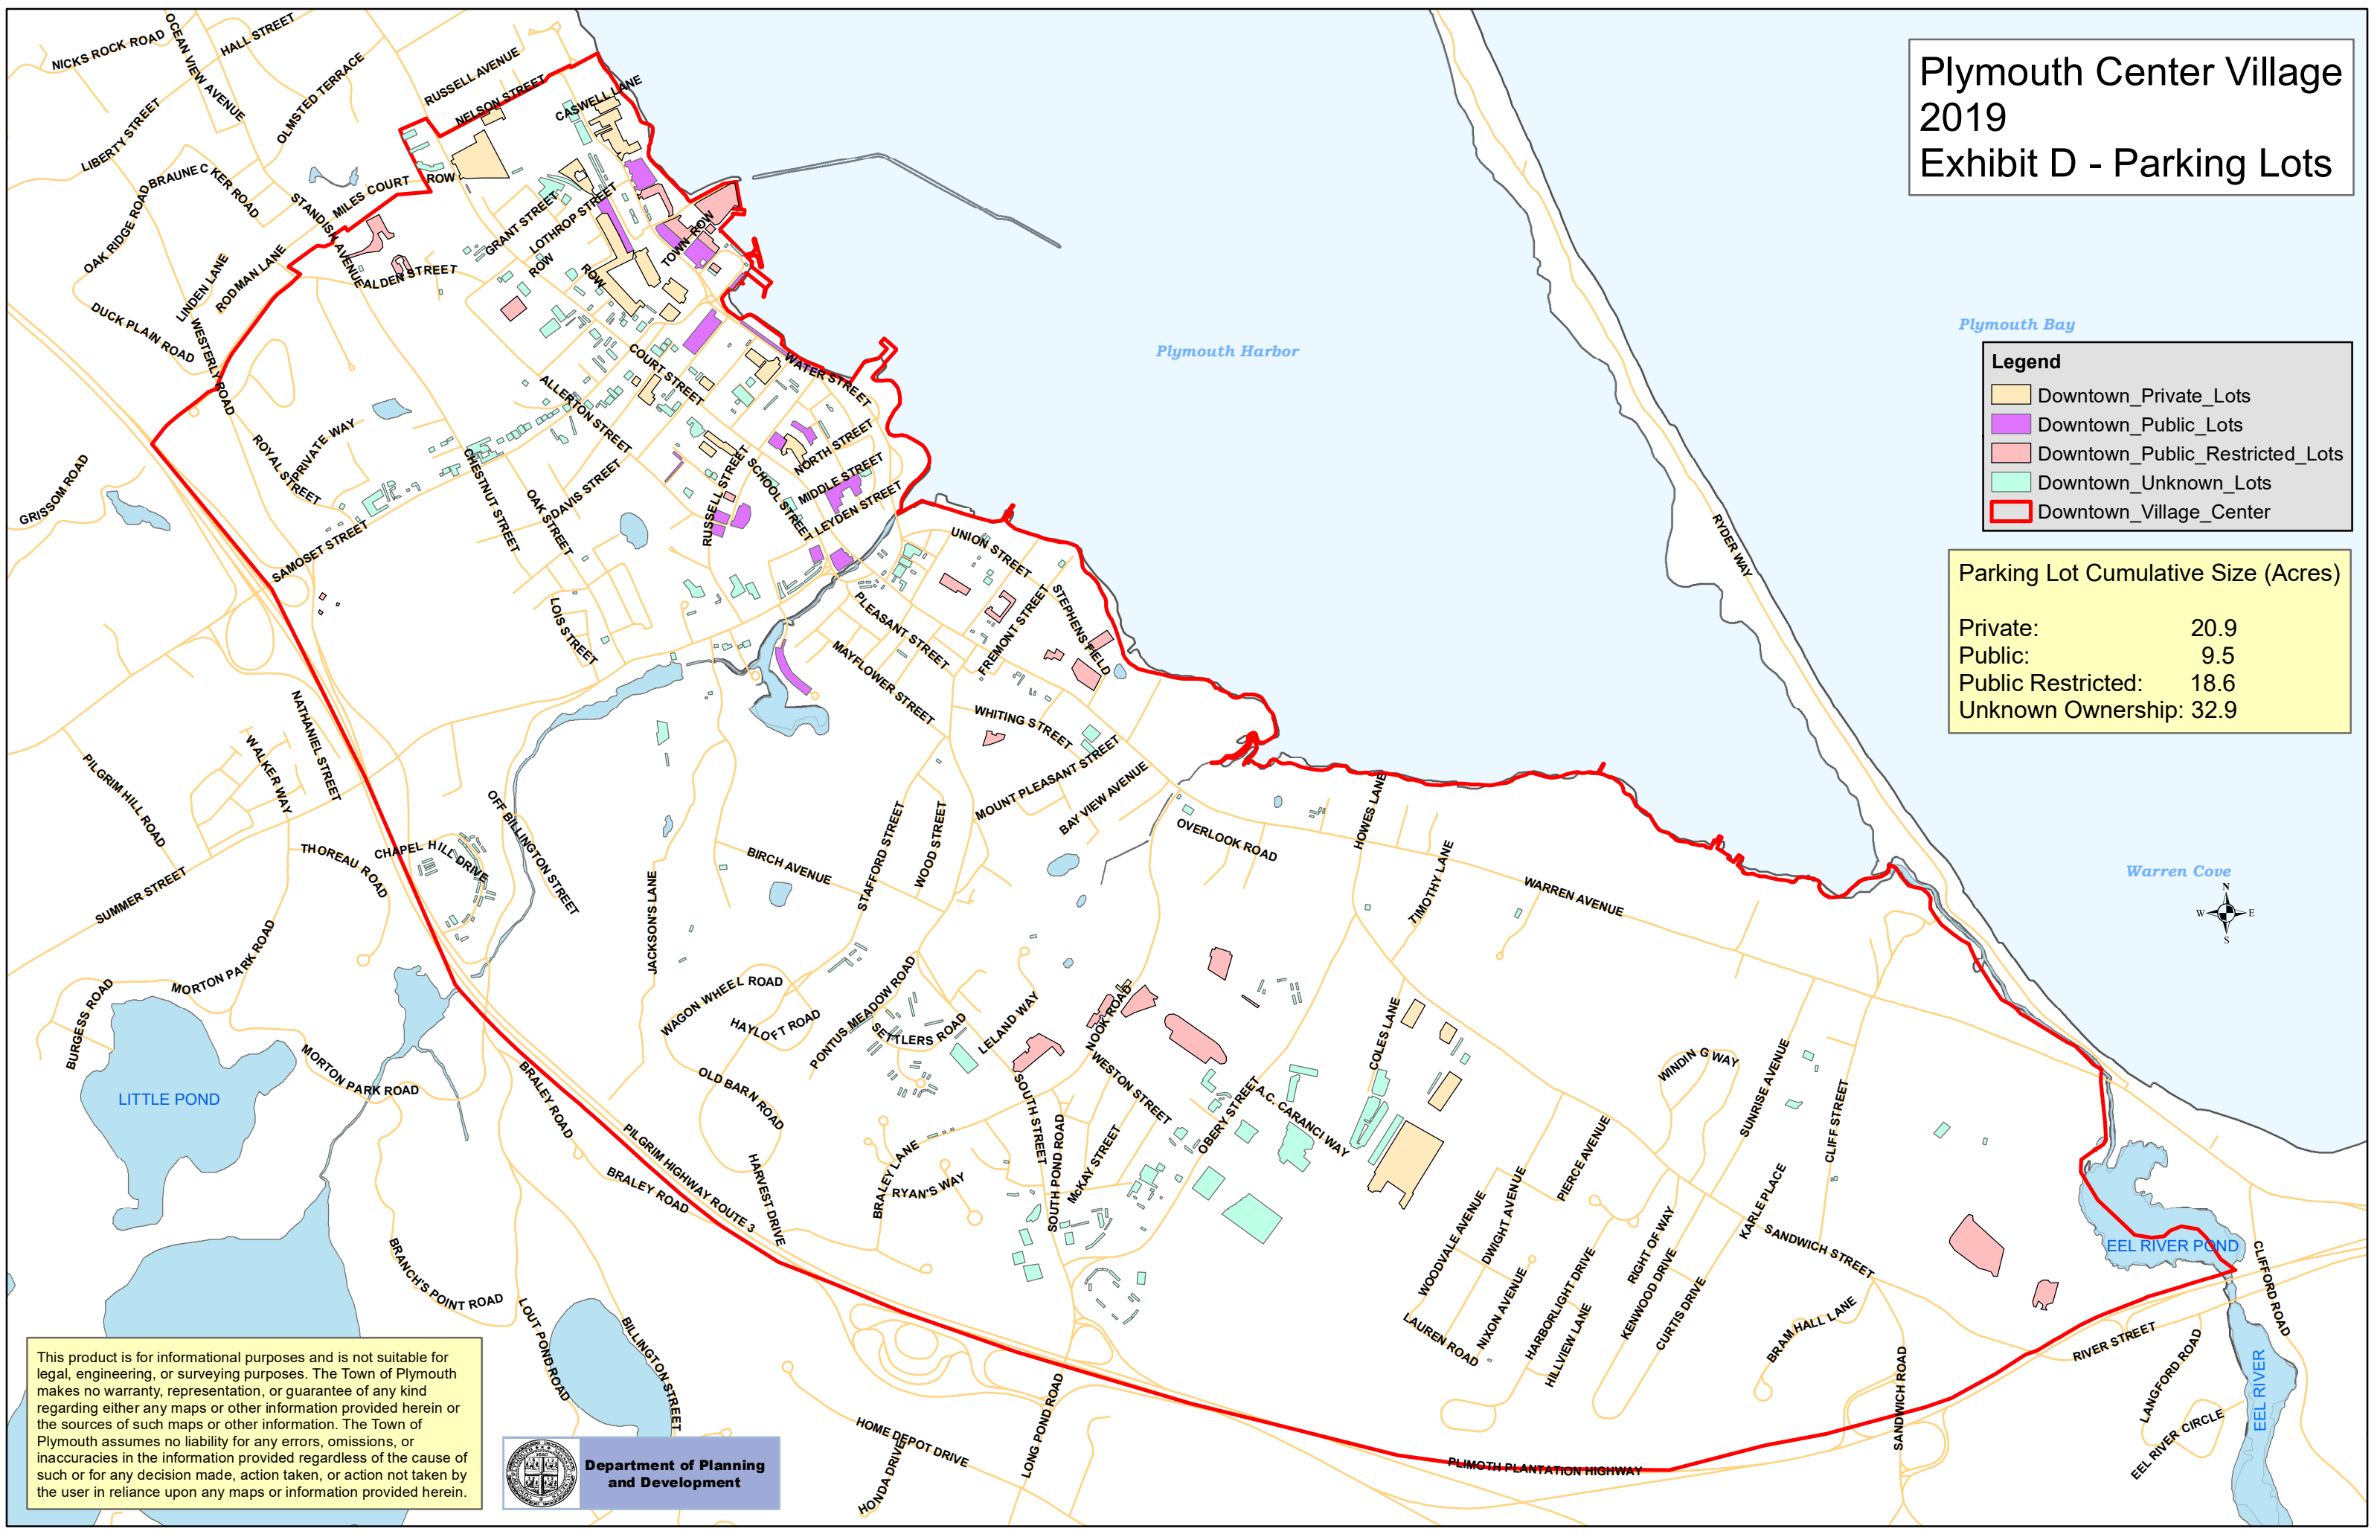 Plymouth Center Village
2019
Exhibit D - Parking Lots
Plymouth Bay
Plymouth Harbor
Warren Cove
N
W E
S
Legend
Downtown_Private_Lots
Downtown_Public_Lots
Downtown_Public_Restricted_Lots
Downtown_Unknown_Lots
Downtown_Village_Center
Parking Lot Cumulative Size (Acres)
Private: 20.9
Public: 9.5
Public Restricted: 18.6
Unknown Ownership: 32.9
NICKS ROCK ROAD
OCEAN VIEW AVENUE
HALL STREET
LIBERTY STREET
OLMSTED TERRACE
RUSSELL AVENUE
NELSON STREET
CASWELL LANE
BRAUNECKER ROAD
OAK RIDGE ROAD
STANDISH AVENUE
MILES COURT
ROW
GRANT STREET
LOTHROP STREET
ROW
ROW
TOWN ROW
LINDEN LANE
RODMAN LANE
ALDEN STREET
DUCK PLAIN ROAD
WESTERLY ROAD
COURT STREET
WATER STREET
ALLERTON STREET
PRIVATE WAY
ROYAL STREET
GRISSOM ROAD
CHESTNUT STREET
OAK STREET
DAVIS STREET
RUSSELL STREET
SCHOOL STREET
NORTH STREET
MIDDLE STREET
LEYDEN STREET
SAMOSET STREET
UNION STREET
LOIS STREET
PLEASANT STREET
FREMONT STREET
STEPHENS FIELD
MAYFLOWER STREET
RYDER WAY
NATHANIEL STREET
WALKER WAY
PILGRIM HILL ROAD
WHITING STREET
MOUNT PLEASANT STREET
BAY VIEW AVENUE
OFF BILLINGTON STREET
CHAPEL HILL DRIVE
THOREAU ROAD
SUMMER STREET
BIRCH AVENUE
STAFFORD STREET
WOOD STREET
OVERLOOK ROAD
HOWES LANE
TIMOTHY LANE
WARREN AVENUE
JACKSON'S LANE
MORTON PARK ROAD
BURGESS ROAD
WAGON WHEEL ROAD
HAYLOFT ROAD
PONTUS MEADOW ROAD
SETTLERS ROAD
LELAND WAY
NOOK ROAD
COLES LANE
WINDING WAY
SUNRISE AVENUE
CLIFF STREET
LITTLE POND
MORTON PARK ROAD
BRALEY ROAD
OLD BARN ROAD
SOUTH STREET
WESTON STREET
OBERY STREET
A.C. CARANCI WAY
PILGRIM HIGHWAY ROUTE 3
BRALEY ROAD
HARVEST DRIVE
BRALEY LANE
RYAN'S WAY
SOUTH POND ROAD
McKAY STREET
PIERCE AVENUE
WOODVALE AVENUE
DWIGHT AVENUE
RIGHT OF WAY
KARLE PLACE
SANDWICH STREET
EEL RIVER POND
CLIFFORD ROAD
BRANCH'S POINT ROAD
LOUT POND ROAD
BILLINGTON STREET
LAUREN ROAD
NIXON AVENUE
HARBORLIGHT DRIVE
HILLVIEW LANE
KENWOOD DRIVE
CURTIS DRIVE
BRAMHALL LANE
SANDWICH ROAD
RIVER STREET
LANGFORD ROAD
EEL RIVER CIRCLE
EEL RIVER
HOME DEPOT DRIVE
HONDA DRIVE
LONG POND ROAD
PLIMOTH PLANTATION HIGHWAY
This product is for informational purposes and is not suitable for
legal, engineering, or surveying purposes. The Town of Plymouth
makes no warranty, representation, or guarantee of any kind
regarding either any maps or other information provided herein or
the sources of such maps or other information. The Town of
Plymouth assumes no liability for any errors, omissions, or
inaccuracies in the information provided regardless of the cause of
such or for any decision made, action taken, or action not taken by
the user in reliance upon any maps or information provided herein.
Department of Planning
and Development